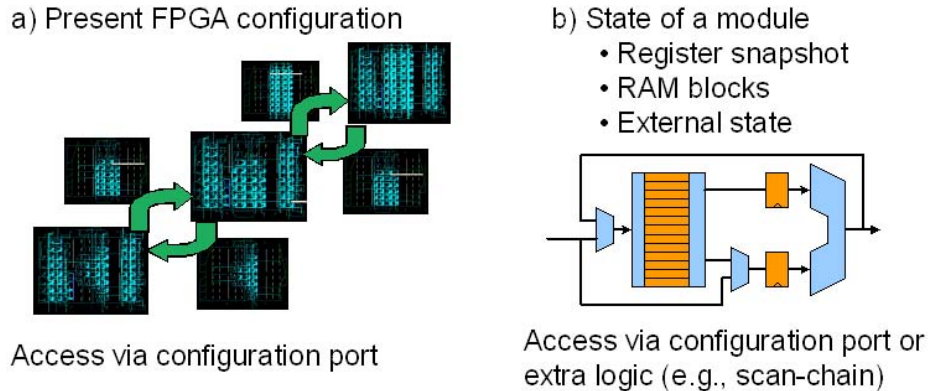 a) Present FPGA configuration
Access via configuration port
b) State of a module
• Register snapshot
• RAM blocks
• External state
Access via configuration port or
extra logic (e.g., scan-chain)